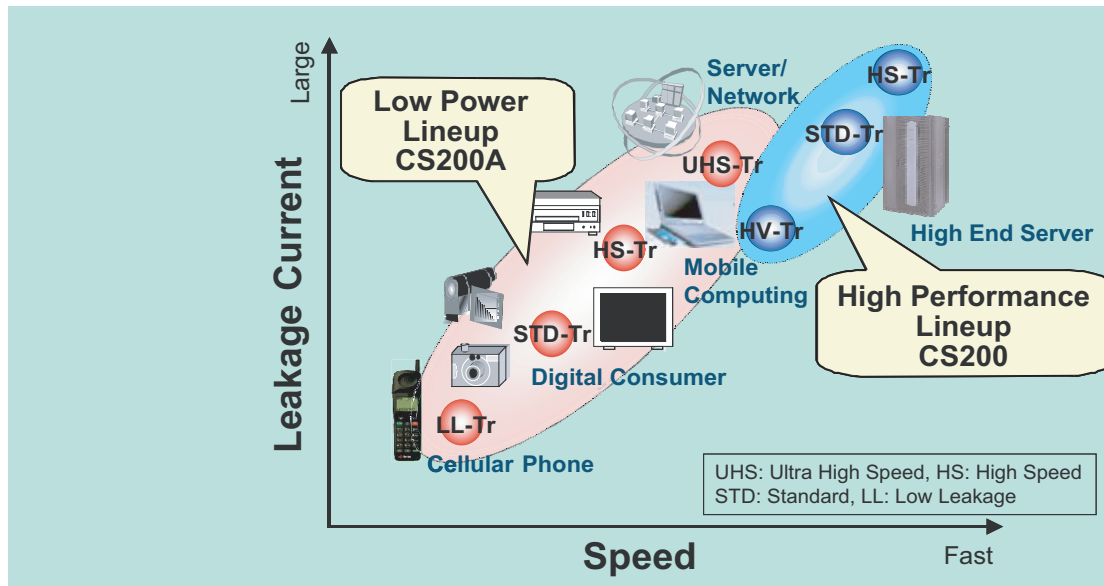 Large
Leakage Current
Low Power
Lineup
CS200A
Server/
Network
HS-Tr
STD-Tr
UHS-Tr
HV-Tr
High End Server
HS-Tr
Mobile
Computing
High Performance
Lineup
CS200
STD-Tr
Digital Consumer
LL-Tr
Cellular Phone
UHS: Ultra High Speed, HS: High Speed
STD: Standard, LL: Low Leakage
Speed
Fast